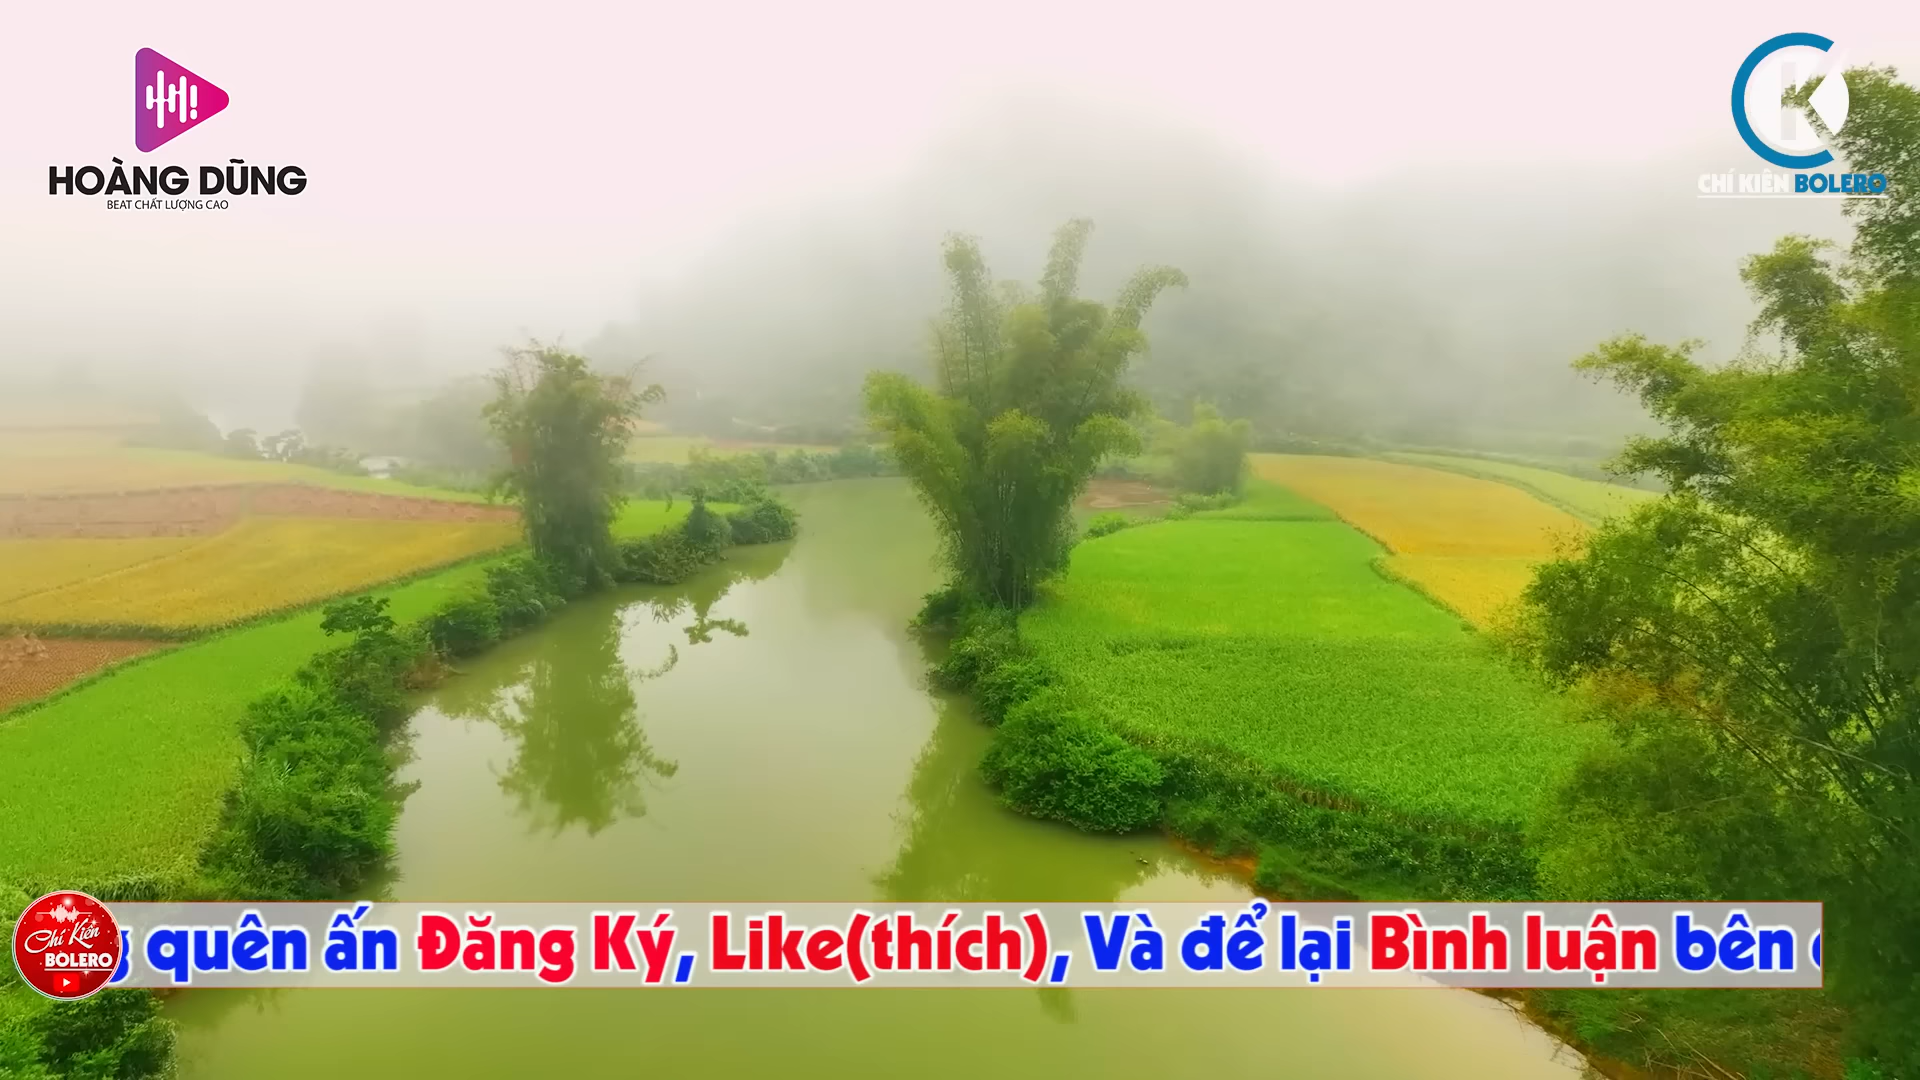 HOÀNG DŨNG
BEAT CHẤT LƯỢNG CAO
CK
CHÍ KIÊN BOLERO
Chí Kiên
BOLERO
quên ấn Đăng Ký, Like(thích), Và để lại Bình luận bên